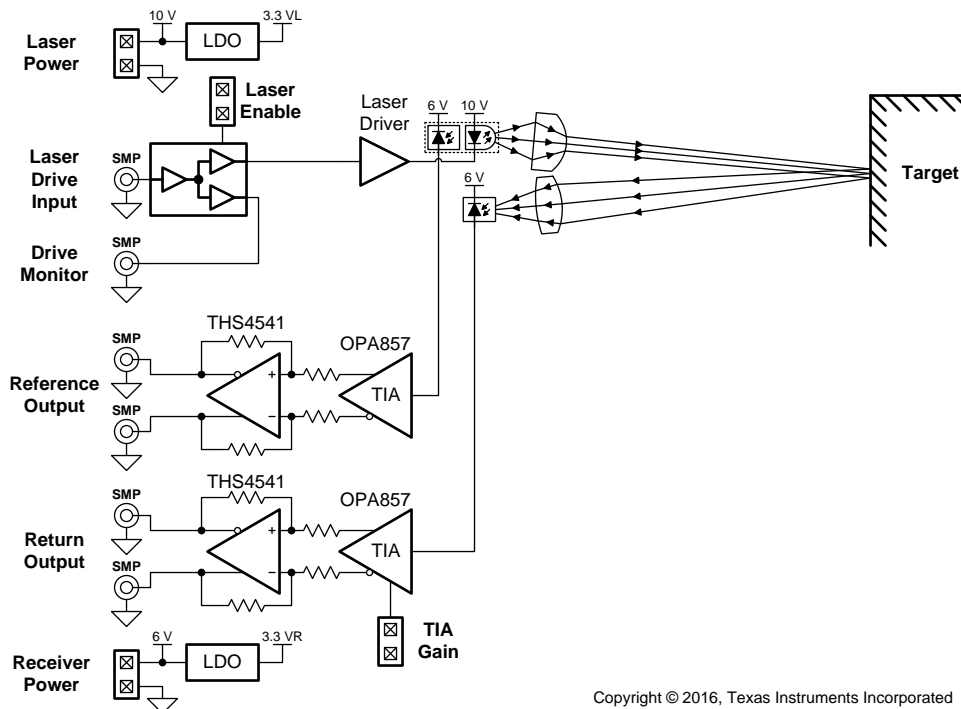 10 V
3.3 VL
Laser
Power
LDO
Laser
Enable
Laser
Driver
6 V
10 V
SMP
Laser
Drive
Input
6 V
Target
SMP
Drive
Monitor
THS4541
OPA857
SMP
+
TIA
Reference
Output
SMP
−
THS4541
OPA857
SMP
+
TIA
Return
Output
SMP
−
TIA
Gain
6 V
3.3 VR
Receiver
Power
LDO
Copyright © 2016, Texas Instruments Incorporated